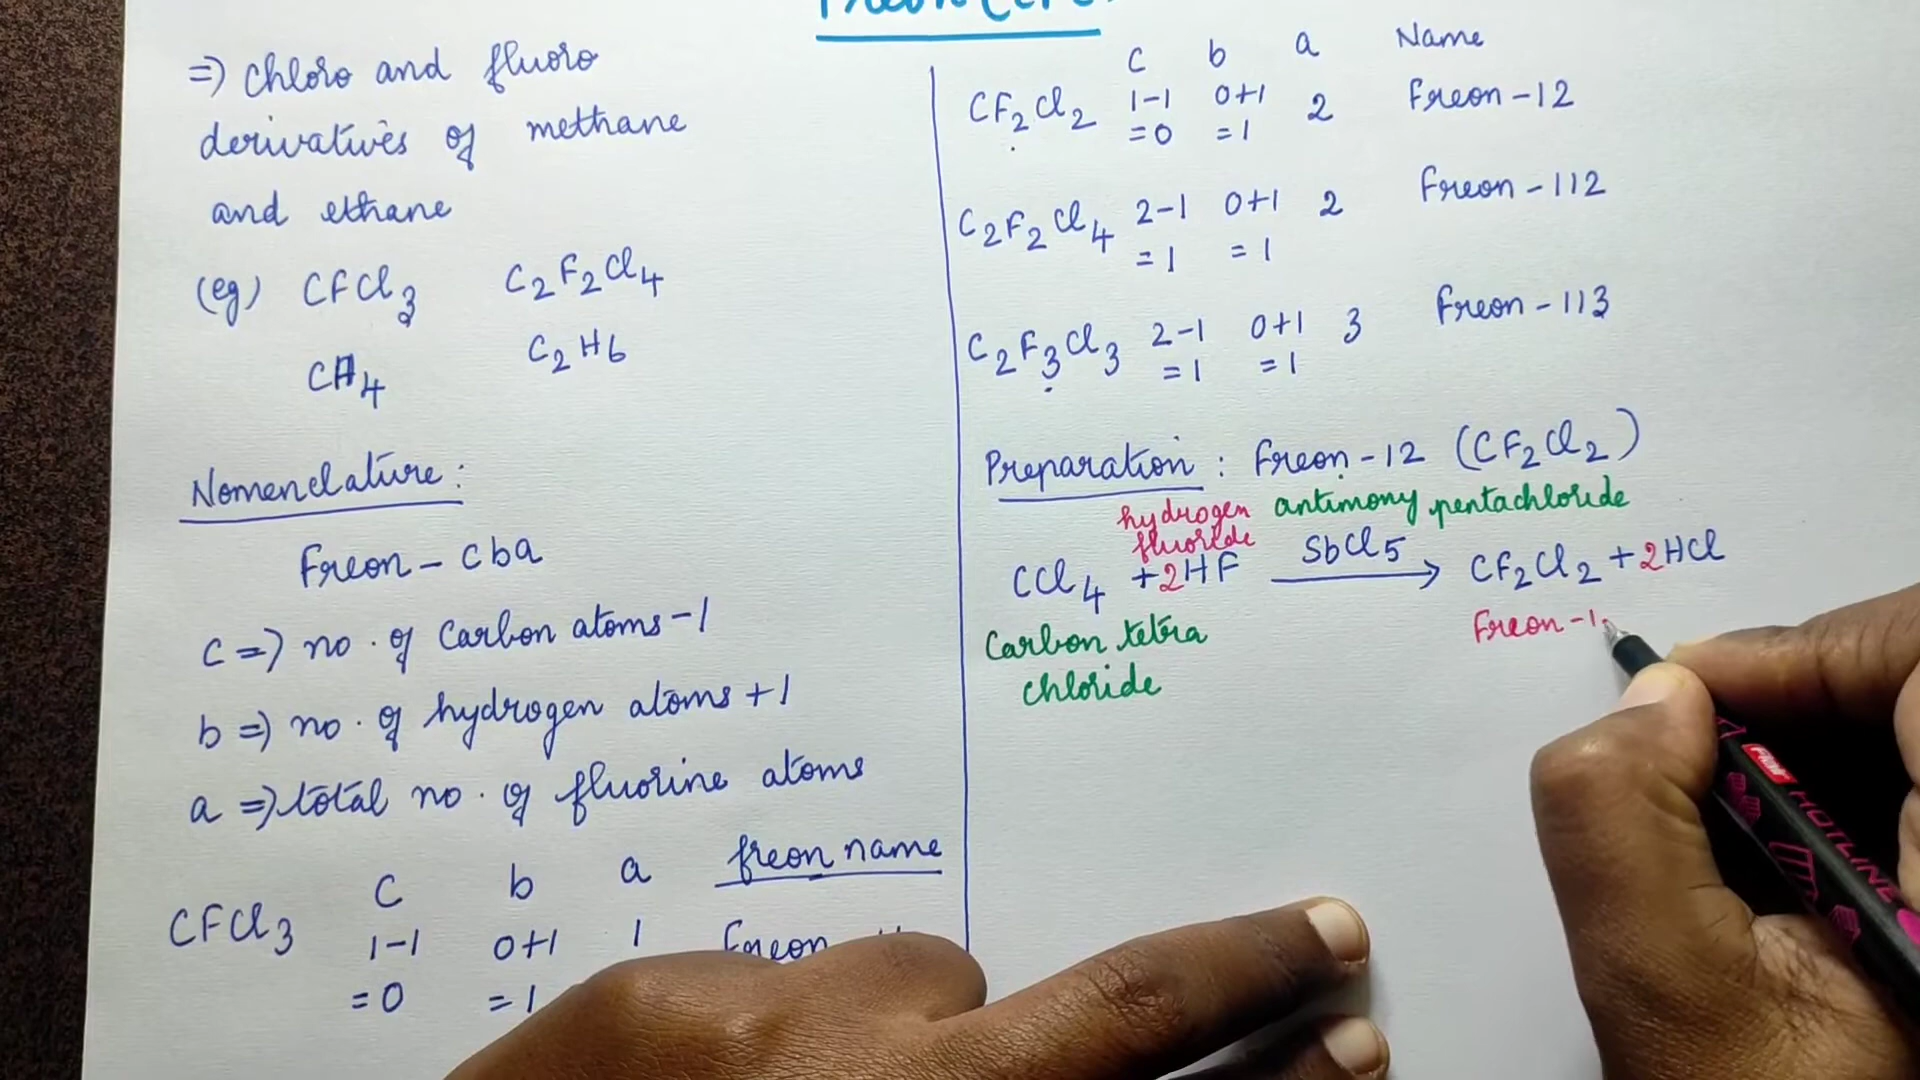 => Chloro and fluoro
derivatives of methane
and ethane
(eg) CFCl3 C2F2Cl4
CH4 C2H6
Nomenclature:
Freon - cba
c => no. of Carbon atoms - 1
b => no. of hydrogen atoms + 1
a => total no. of fluorine atoms
c b a freon name
CFCl3 1-1 0+1 1 Freon
=0 =1
c b a Name
CF2Cl2 1-1 0+1 2 Freon-12
=0 =1
C2F2Cl4 2-1 0+1 2 Freon-112
=1 =1
C2F3Cl3 2-1 0+1 3 Freon-113
=1 =1
Preparation: Freon-12 (CF2Cl2)
hydrogen antimony pentachloride
fluoride
CCl4 + 2HF SbCl5 → CF2Cl2 + 2HCl
Carbon tetra Freon-1
chloride
HOTLINE